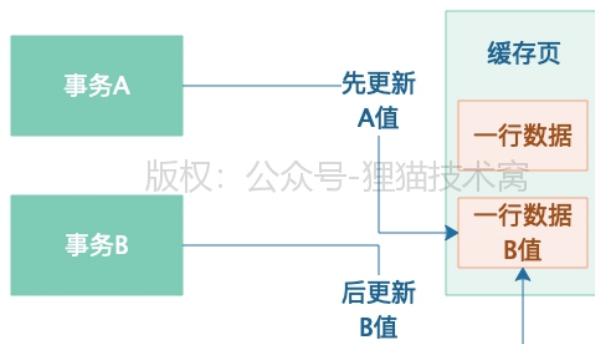 缓存页
事务A
先更新
A值
一行数据
版权：公众号-狸猫技术窝
一行数据
B值
事务B
后更新
B值